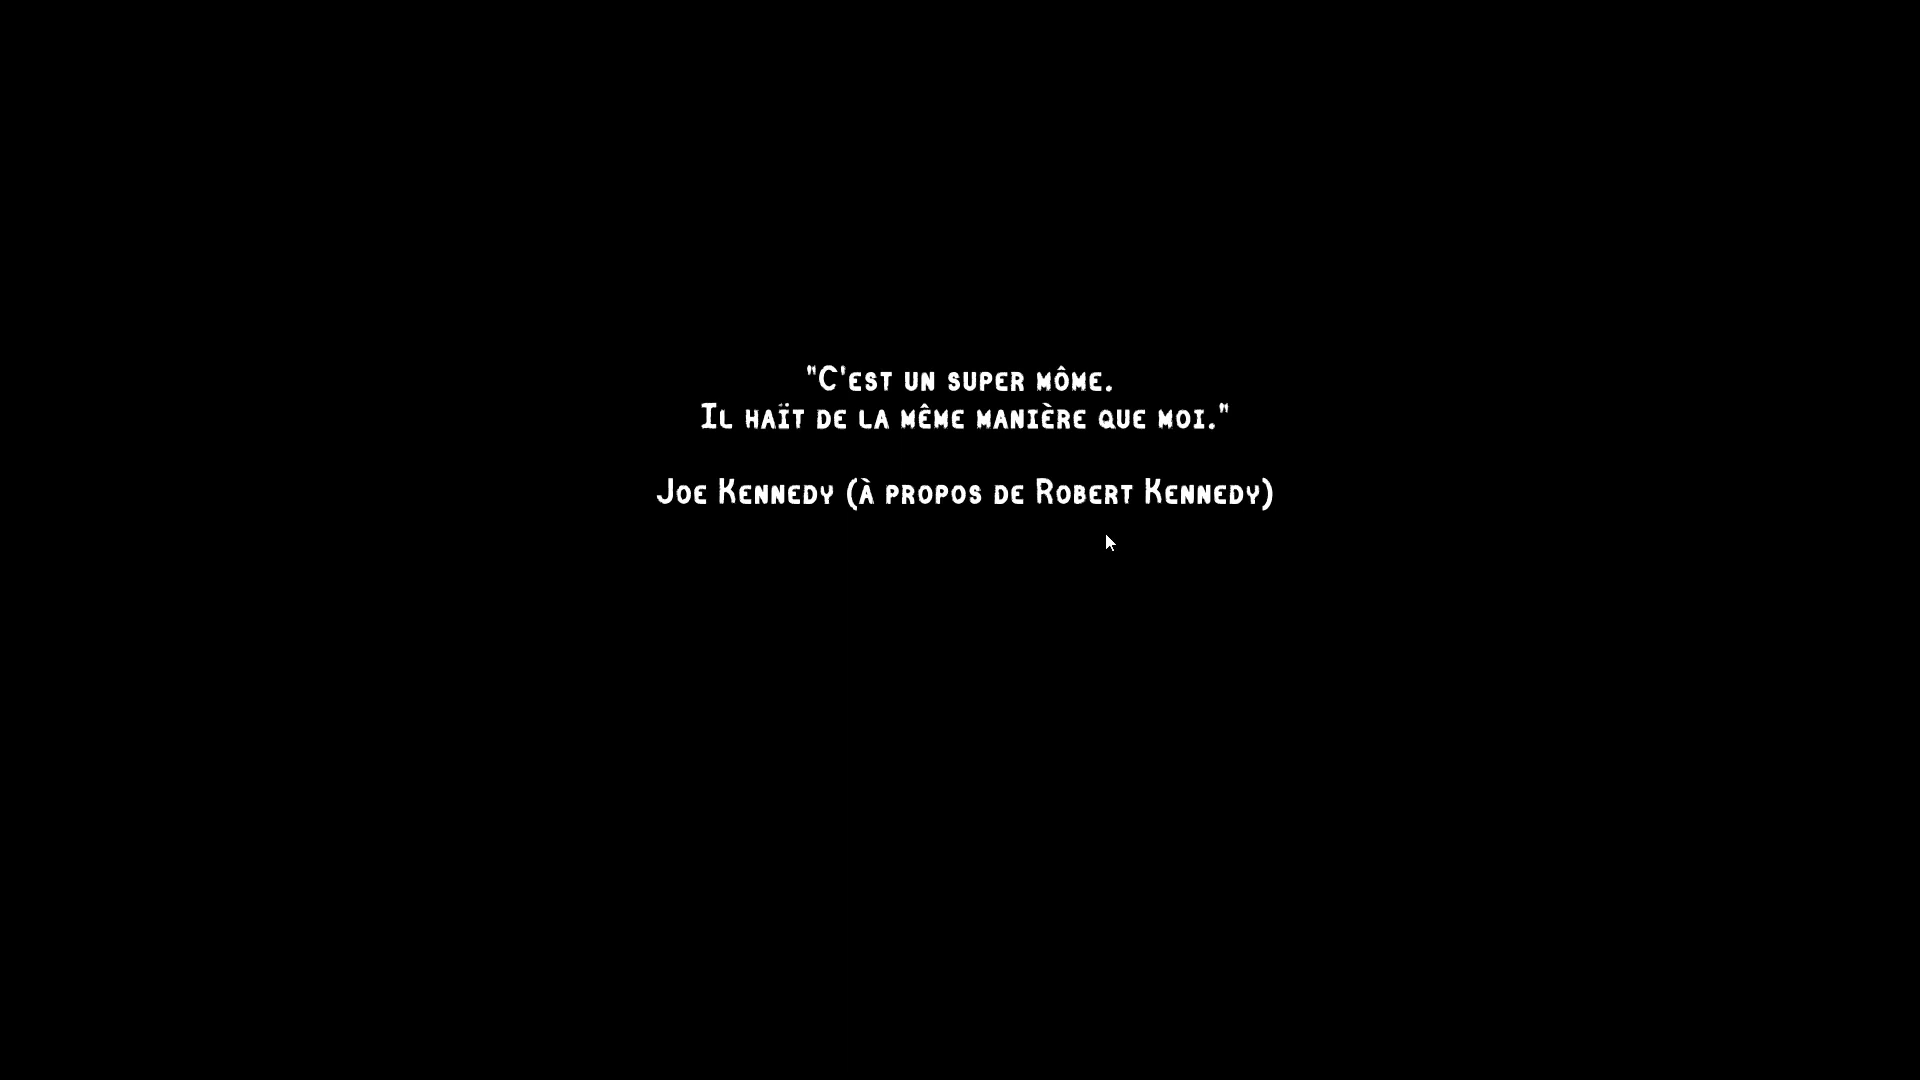 "C'est un super môme.
Il haït de la même manière que moi."
Joe Kennedy (à propos de Robert Kennedy)